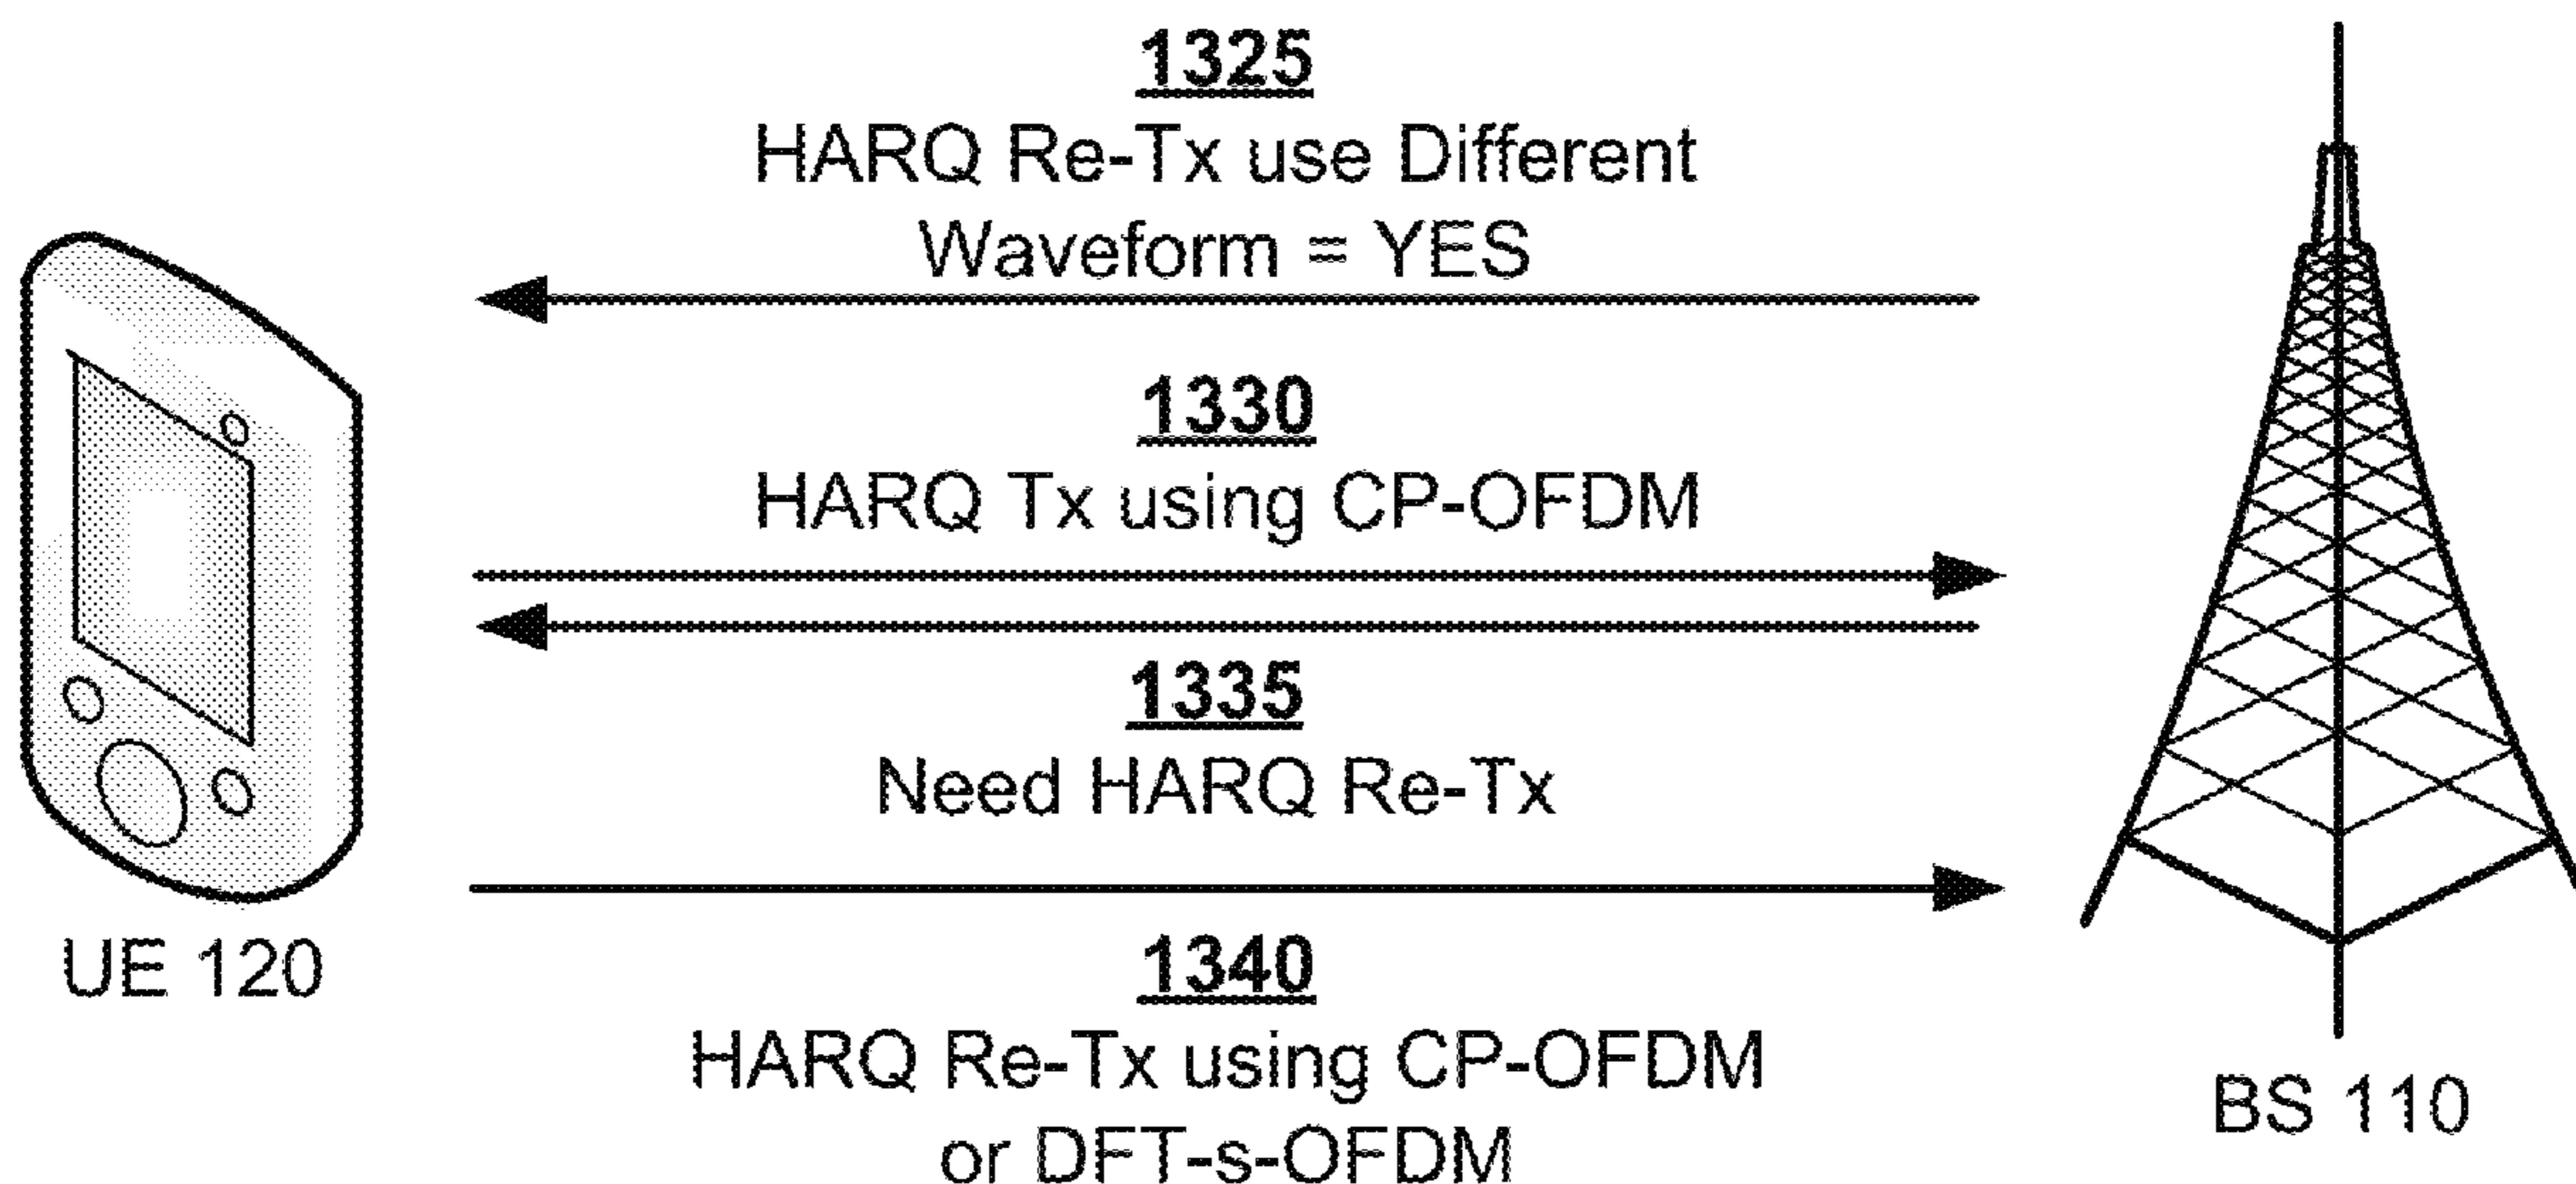 1325
HARQ Re-Tx use Different
Waveform = YES
1330
HARQ Tx using CP-OFDM
1335
Need HARQ Re-Tx
1340
HARQ Re-Tx using CP-OFDM
or DFT-s-OFDM
UE 120
BS 110